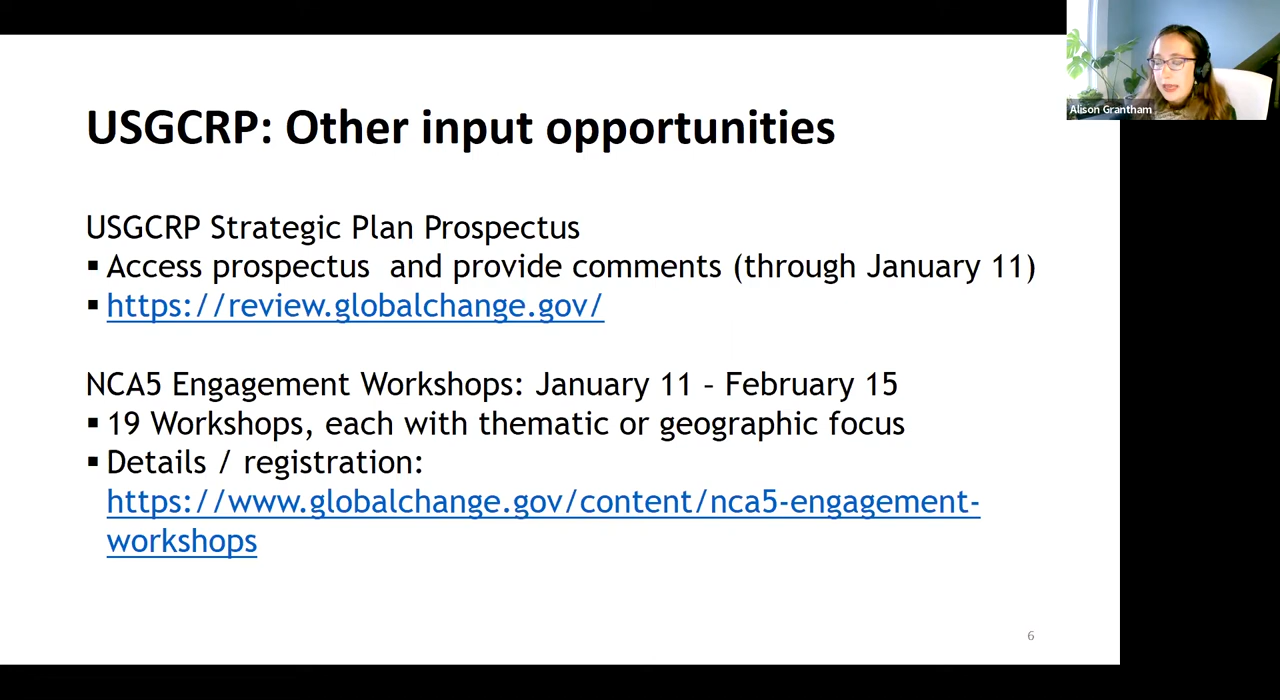 Alison Grantham
USGCRP: Other input opportunities
USGCRP Strategic Plan Prospectus
▪ Access prospectus  and provide comments (through January 11)
▪ https://review.globalchange.gov/
NCA5 Engagement Workshops: January 11 – February 15
▪ 19 Workshops, each with thematic or geographic focus
▪ Details / registration:
https://www.globalchange.gov/content/nca5-engagement-
workshops
6